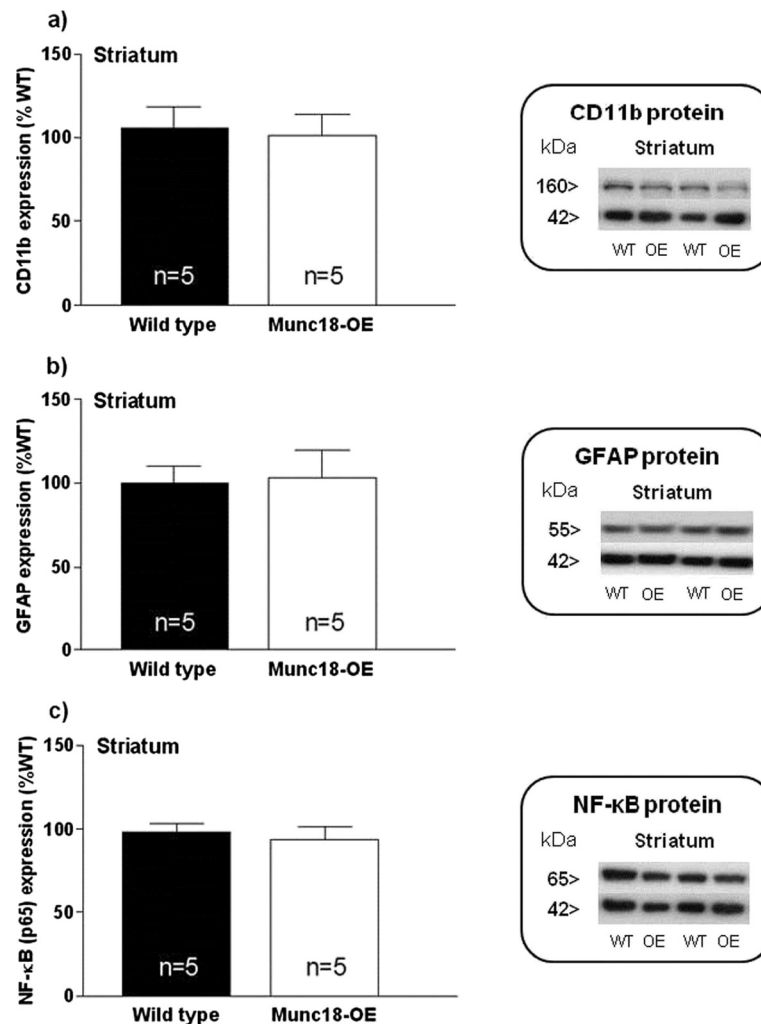 a)
150
100
50
0
CD11b expression (% WT)
Striatum
n=5
n=5
Wild type
Munc18-OE
CD11b protein
kDa
Striatum
160>
42>
WT OE WT OE
b)
150
100
50
0
GFAP expression (%WT)
Striatum
n=5
n=5
Wild type
Munc18-OE
GFAP protein
kDa
Striatum
55>
42>
WT OE WT OE
c)
150
100
50
0
NF-κB (p65) expression (%WT)
Striatum
n=5
n=5
Wild type
Munc18-OE
NF-κB protein
kDa
Striatum
65>
42>
WT OE WT OE